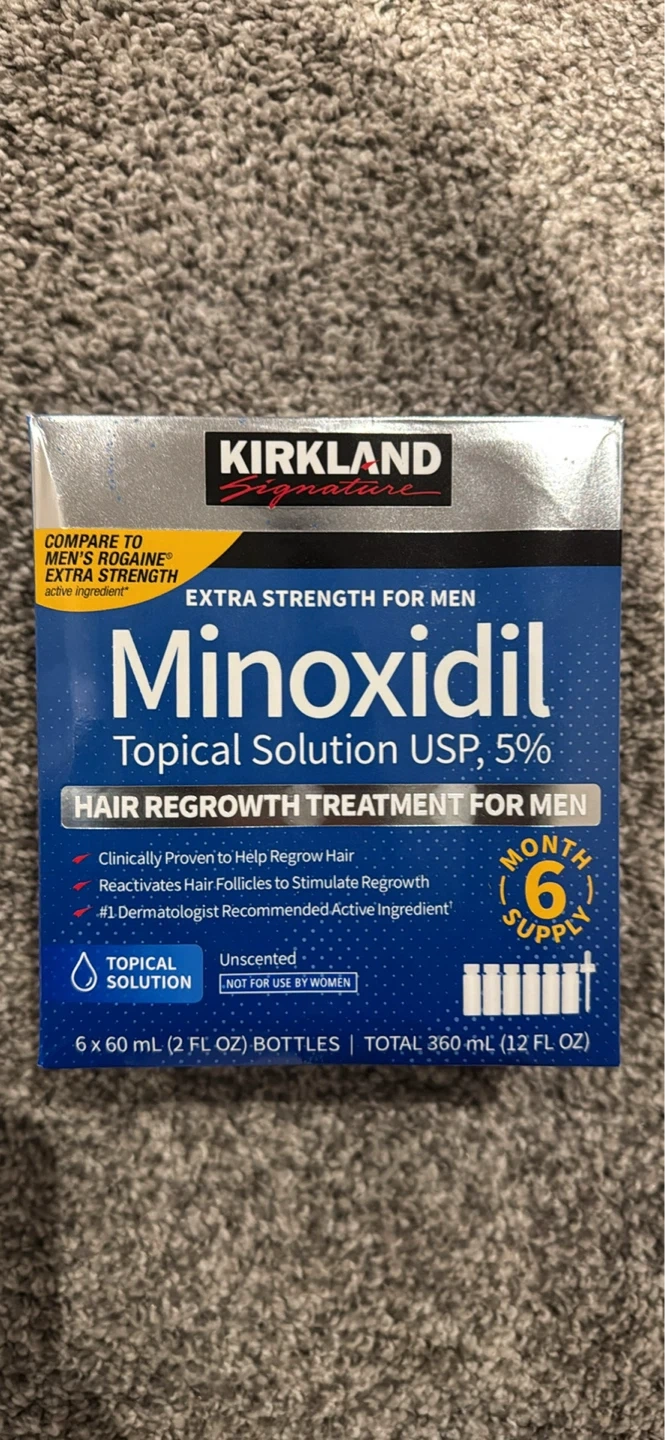 KIRKLAND
Signature
COMPARE TO
MEN'S ROGAINE®
EXTRA STRENGTH
active ingredient*
EXTRA STRENGTH FOR MEN
Minoxidil
Topical Solution USP, 5%
HAIR REGROWTH TREATMENT FOR MEN
Clinically Proven to Help Regrow Hair
Reactivates Hair Follicles to Stimulate Regrowth
#1 Dermatologist Recommended Active Ingredient†
MONTH
6
SUPPLY
TOPICAL
SOLUTION
Unscented
NOT FOR USE BY WOMEN
6 x 60 mL (2 FL OZ) BOTTLES | TOTAL 360 mL (12 FL OZ)